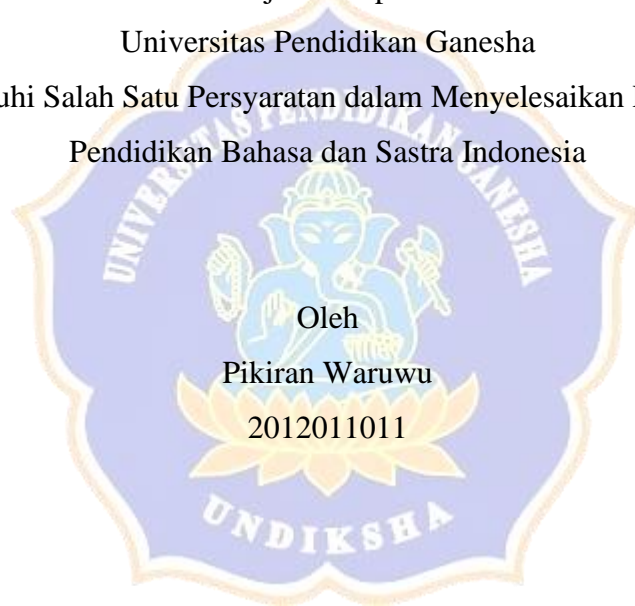 Universitas Pendidikan Ganesha
Salah Satu Persyaratan dalam Menyelesaikan
Pendidikan Bahasa dan Sastra Indonesia
UNIVERSITAS PENDIDIKAN GANESHA
Oleh
Pikiran Waruwu
2012011011
UNDIKSHA